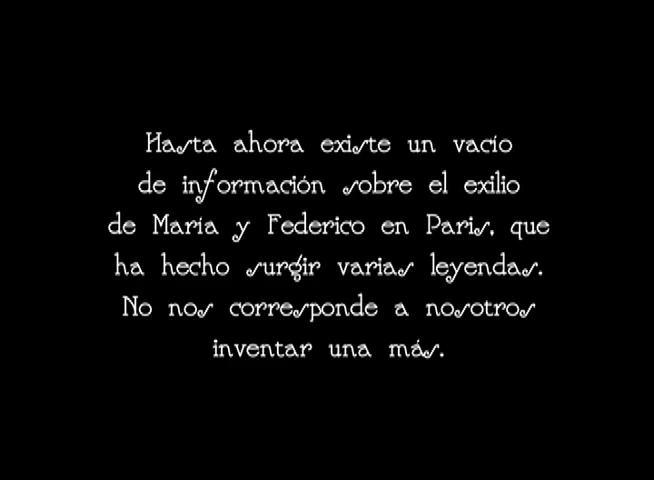 Hasta ahora existe un vacío
de información sobre el exilio
de María y Federico en Paris, que
ha hecho surgir varias leyendas.
No nos corresponde a nosotros
inventar una más.